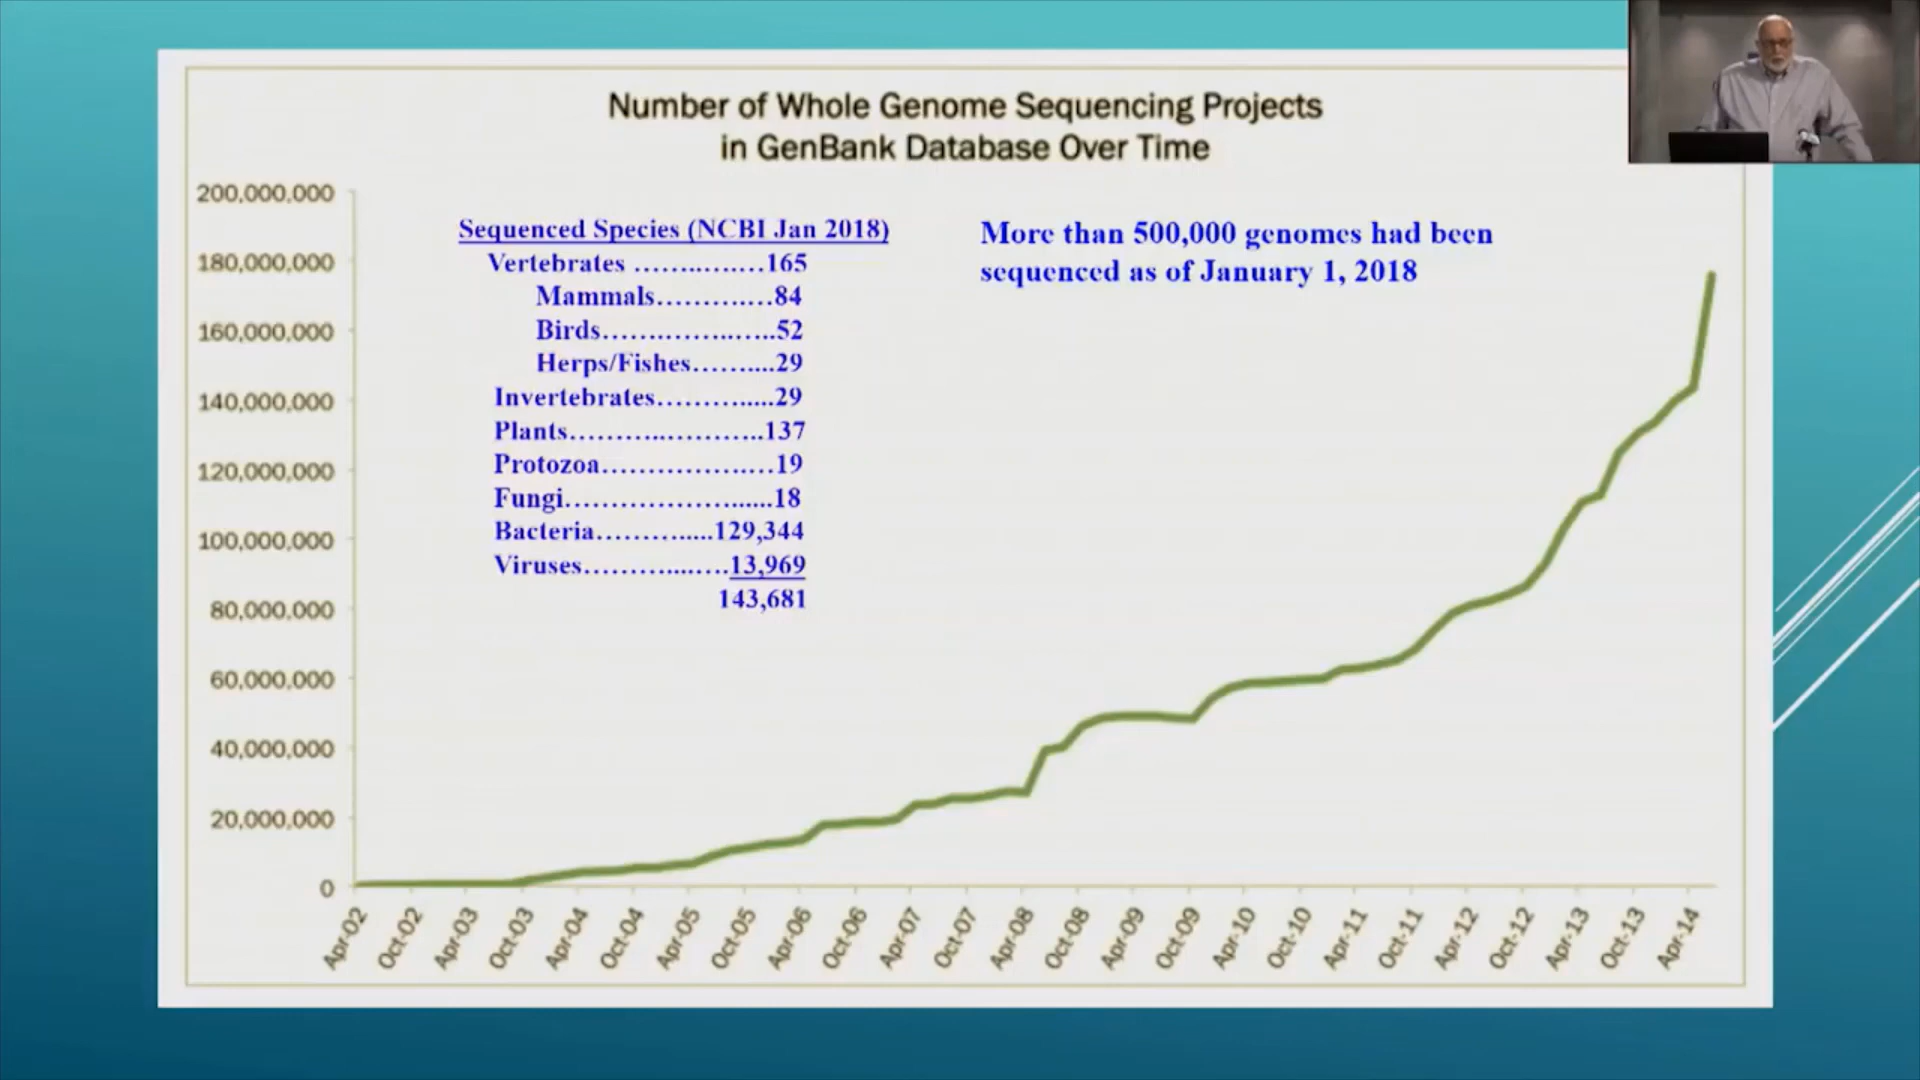 Number of Whole Genome Sequencing Projects
in GenBank Database Over Time
200,000,000
180,000,000
160,000,000
140,000,000
120,000,000
100,000,000
80,000,000
60,000,000
40,000,000
20,000,000
0
Sequenced Species (NCBI Jan 2018)
Vertebrates ……..….…165
Mammals……….…84
Birds…….……..…..52
Herps/Fishes……....29
Invertebrates……….....29
Plants………..………..137
Protozoa…………….…19
Fungi…………………......18
Bacteria……….....129,344
Viruses………....….13,969
143,681
More than 500,000 genomes had been
sequenced as of January 1, 2018
Apr-02 Oct-02 Apr-03 Oct-03 Apr-04 Oct-04 Apr-05 Oct-05 Apr-06 Oct-06 Apr-07 Oct-07 Apr-08 Oct-08 Apr-09 Oct-09 Apr-10 Oct-10 Apr-11 Oct-11 Apr-12 Oct-12 Apr-13 Oct-13 Apr-14